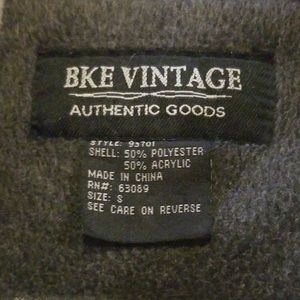 BKE VINTAGE
AUTHENTIC GOODS
STYLE: 93701
SHELL: 50% POLYESTER
50% ACRYLIC
MADE IN CHINA
RN#: 63089
SIZE: S
SEE CARE ON REVERSE